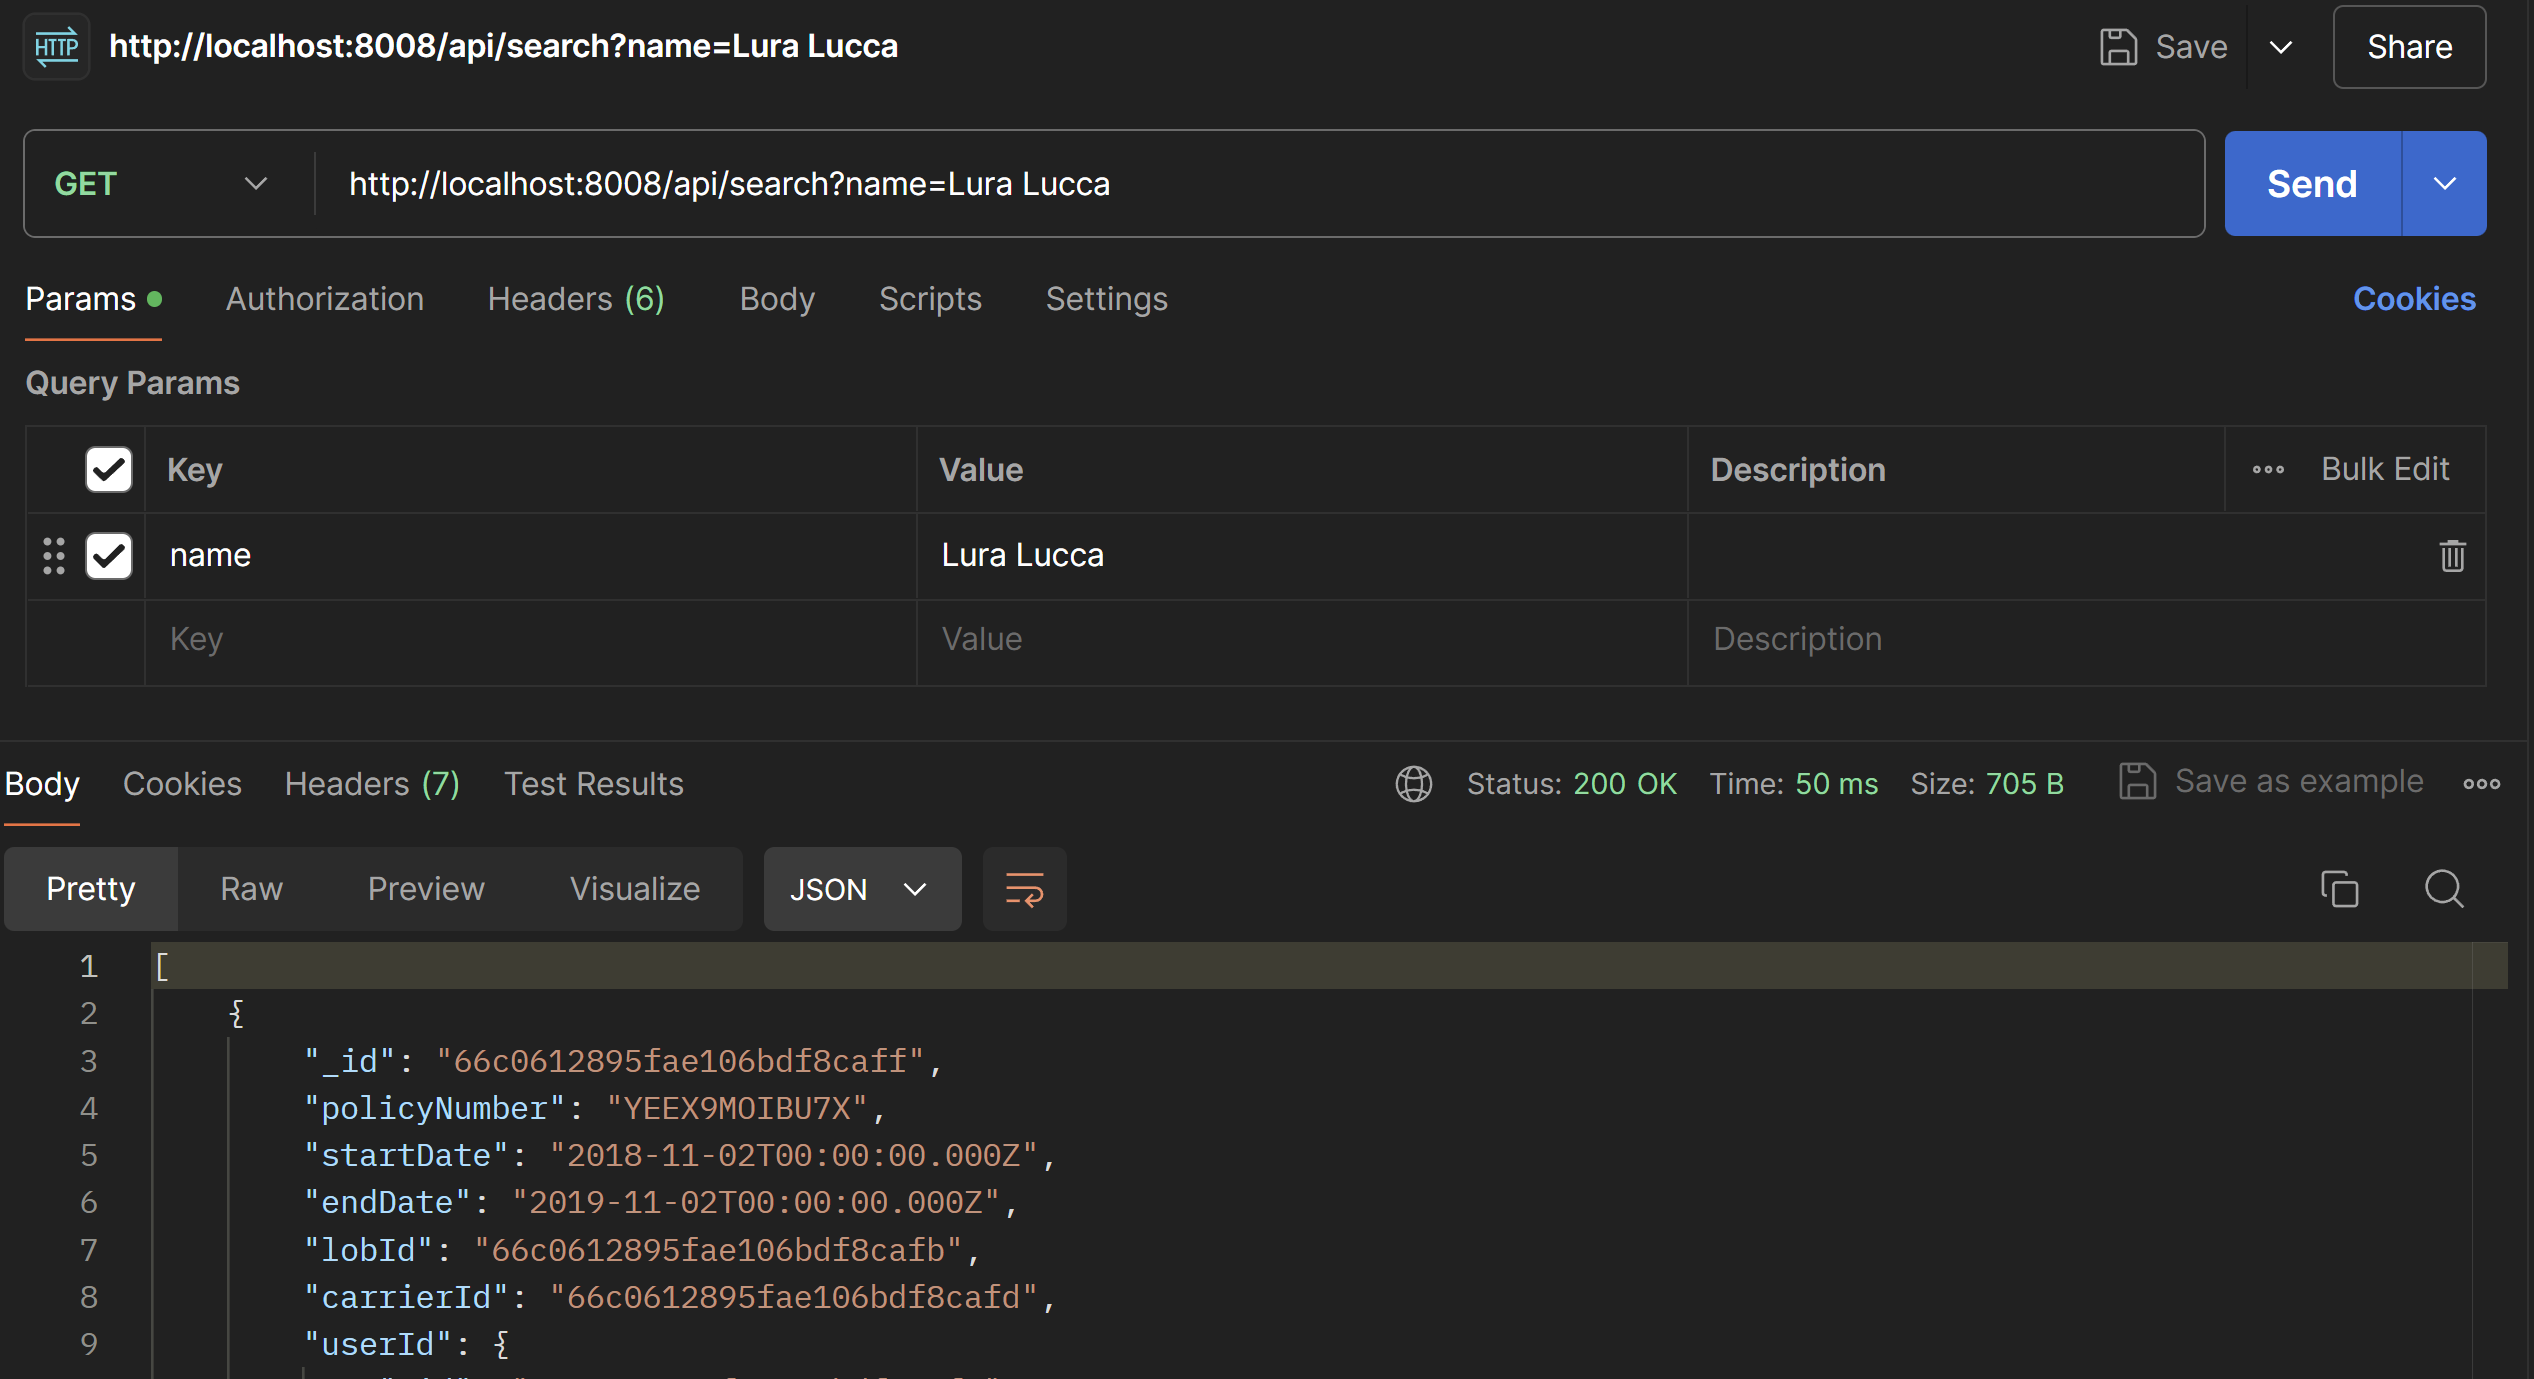 HTTP http://localhost:8008/api/search?name=Lura Lucca Save Share
GET http://localhost:8008/api/search?name=Lura Lucca Send
Params Authorization Headers (6) Body Scripts Settings Cookies
Query Params
Key Value Description Bulk Edit
name Lura Lucca
Key Value Description
Body Cookies Headers (7) Test Results Status: 200 OK Time: 50 ms Size: 705 B Save as example
Pretty Raw Preview Visualize JSON
1 [
2 {
3 "_id": "66c0612895fae106bdf8caff",
4 "policyNumber": "YEEX9MOIBU7X",
5 "startDate": "2018-11-02T00:00:00.000Z",
6 "endDate": "2019-11-02T00:00:00.000Z",
7 "lobId": "66c0612895fae106bdf8cafb",
8 "carrierId": "66c0612895fae106bdf8cafd",
9 "userId": {